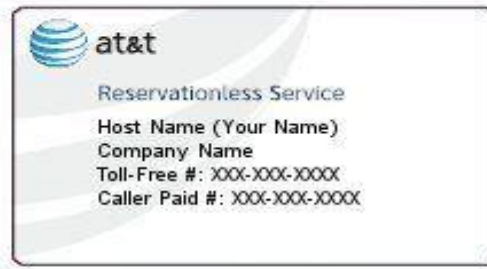 at&t
Reservationless Service
Host Name (Your Name)
Company Name
Toll-Free #: XXX-XXX-XXXX
Caller Paid #: XXX-XXX-XXXX